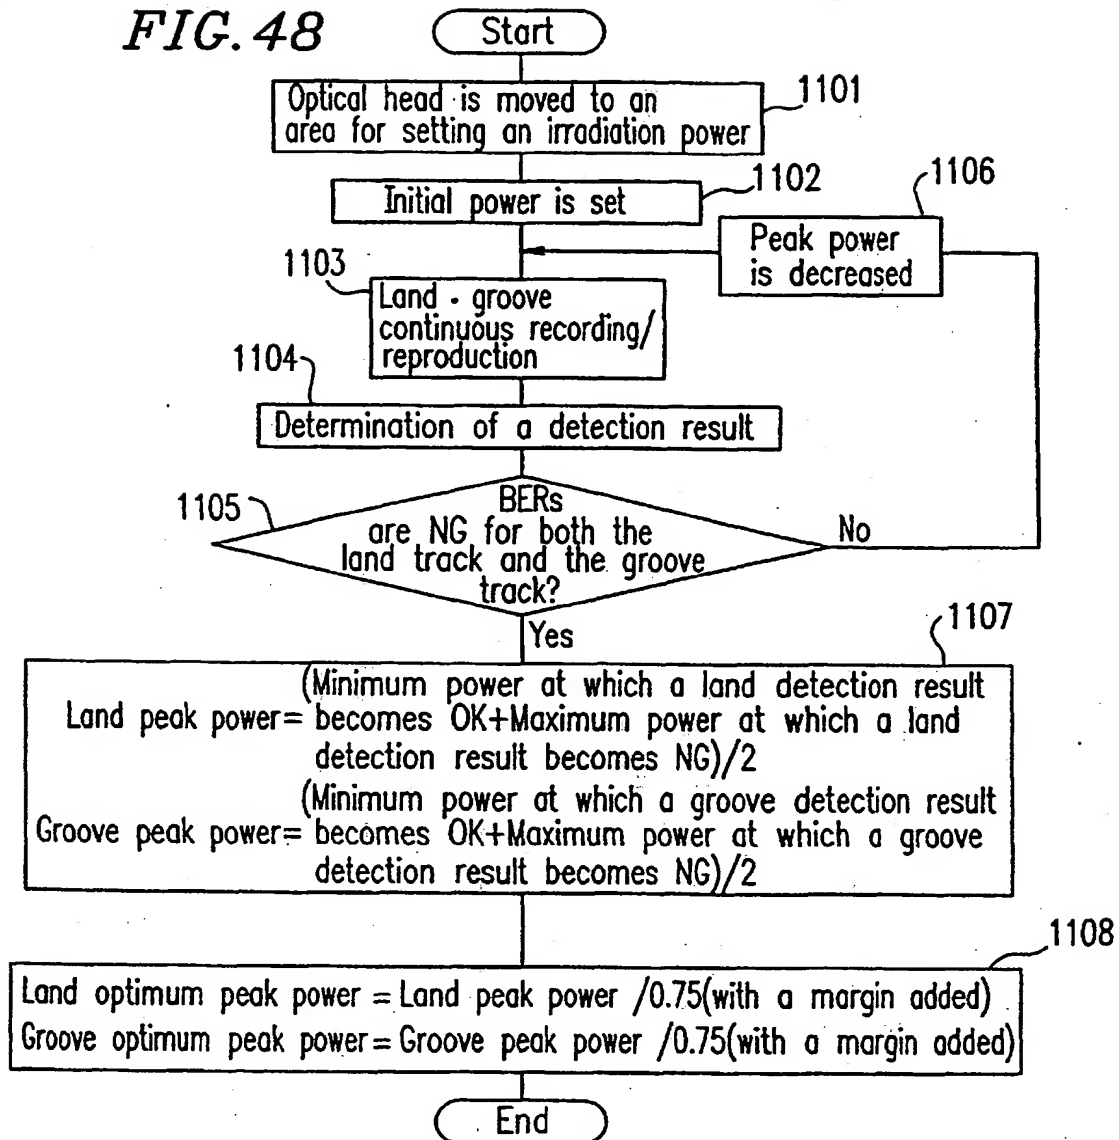 FIG. 48
Start
Optical head is moved to an
area for setting an irradiation power
1101
Initial power is set
1102
1106
Peak power
is decreased
1103
Land · groove
continuous recording/
reproduction
1104
Determination of a detection result
1105
BERs
are NG for both the
land track and the groove
track?
No
Yes
1107
(Minimum power at which a land detection result
Land peak power= becomes OK+Maximum power at which a land
detection result becomes NG)/2
(Minimum power at which a groove detection result
Groove peak power= becomes OK+Maximum power at which a groove
detection result becomes NG)/2
1108
Land optimum peak power = Land peak power /0.75(with a margin added)
Groove optimum peak power = Groove peak power /0.75(with a margin added)
End